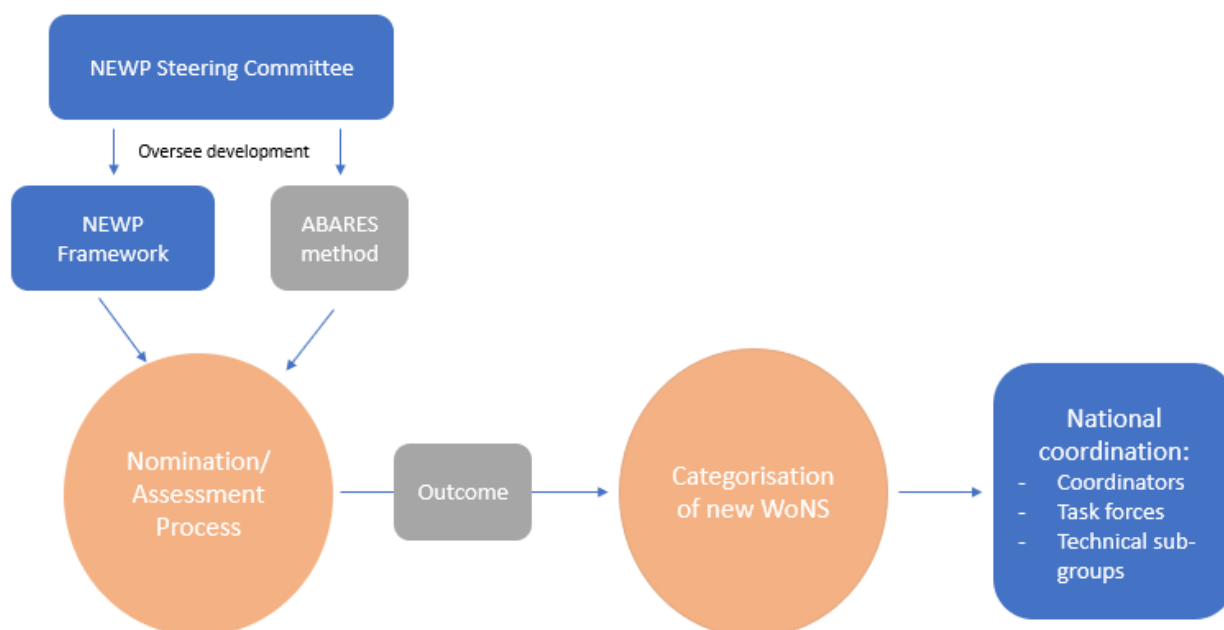 NEWP Steering Committee
Oversee development
NEWP
Framework
ABARES
method
Nomination/
Assessment
Process
Outcome
Categorisation
of new WoNS
National
coordination:
- Coordinators
- Task forces
- Technical sub-
groups